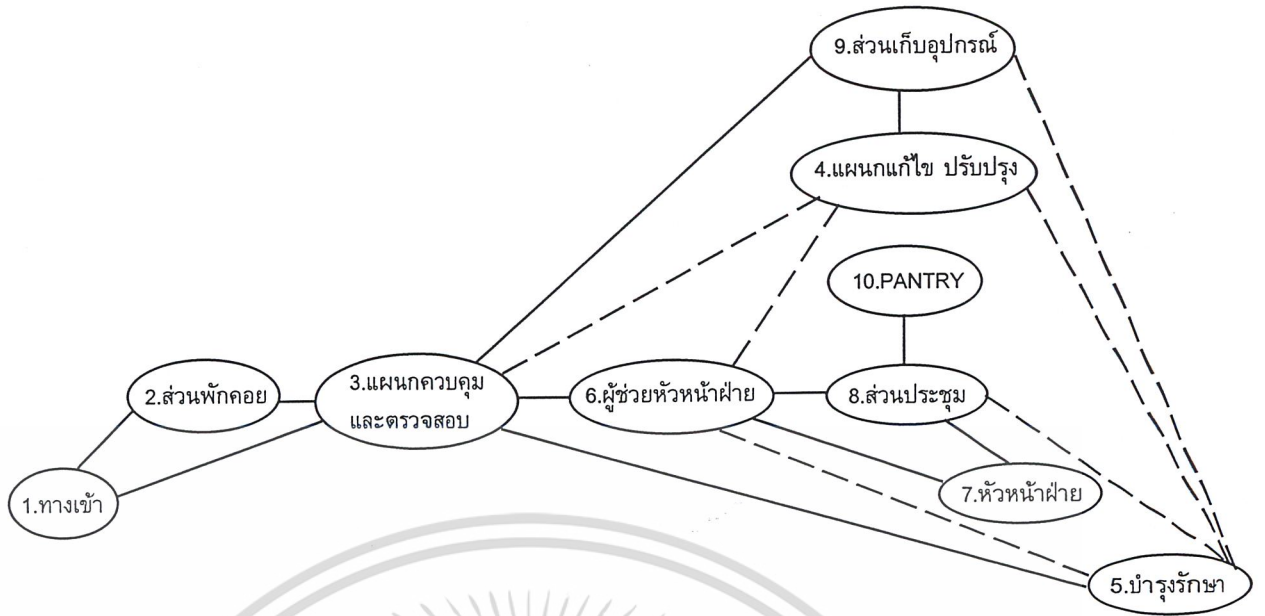 9.ส่วนเก็บอุปกรณ์
4.แผนกแก้ไข ปรับปรุง
10.PANTRY
2.ส่วนพักคอย
3.แผนกควบคุม
และตรวจสอบ
6.ผู้ช่วยหัวหน้าฝ่าย
8.ส่วนประชุม
1.ทางเข้า
7.หัวหน้าฝ่าย
5.บำรุงรักษา